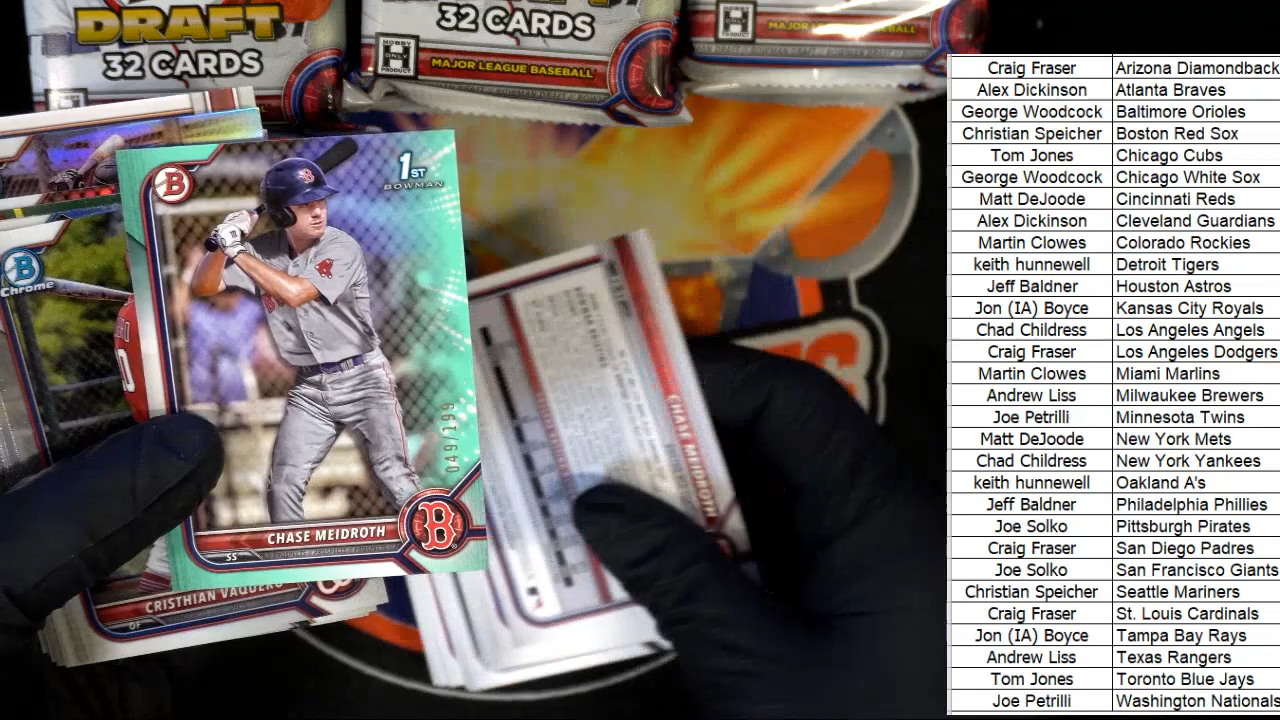 DRAFT
32 CARDS
32 CARDS
HOBBY
ONLY
PRODUCT
MAJOR LEAGUE BASEBALL
1ST
BOWMAN
B
B
Chrome
049/199
CHASE MEIDROTH
SS
B
CRISTHIAN VAQUERO
OF
CHASE MEIDROTH
Craig Fraser Arizona Diamondback
Alex Dickinson Atlanta Braves
George Woodcock Baltimore Orioles
Christian Speicher Boston Red Sox
Tom Jones Chicago Cubs
George Woodcock Chicago White Sox
Matt DeJoode Cincinnati Reds
Alex Dickinson Cleveland Guardians
Martin Clowes Colorado Rockies
keith hunnewell Detroit Tigers
Jeff Baldner Houston Astros
Jon (IA) Boyce Kansas City Royals
Chad Childress Los Angeles Angels
Craig Fraser Los Angeles Dodgers
Martin Clowes Miami Marlins
Andrew Liss Milwaukee Brewers
Joe Petrilli Minnesota Twins
Matt DeJoode New York Mets
Chad Childress New York Yankees
keith hunnewell Oakland A's
Jeff Baldner Philadelphia Phillies
Joe Solko Pittsburgh Pirates
Craig Fraser San Diego Padres
Joe Solko San Francisco Giants
Christian Speicher Seattle Mariners
Craig Fraser St. Louis Cardinals
Jon (IA) Boyce Tampa Bay Rays
Andrew Liss Texas Rangers
Tom Jones Toronto Blue Jays
Joe Petrilli Washington Nationals